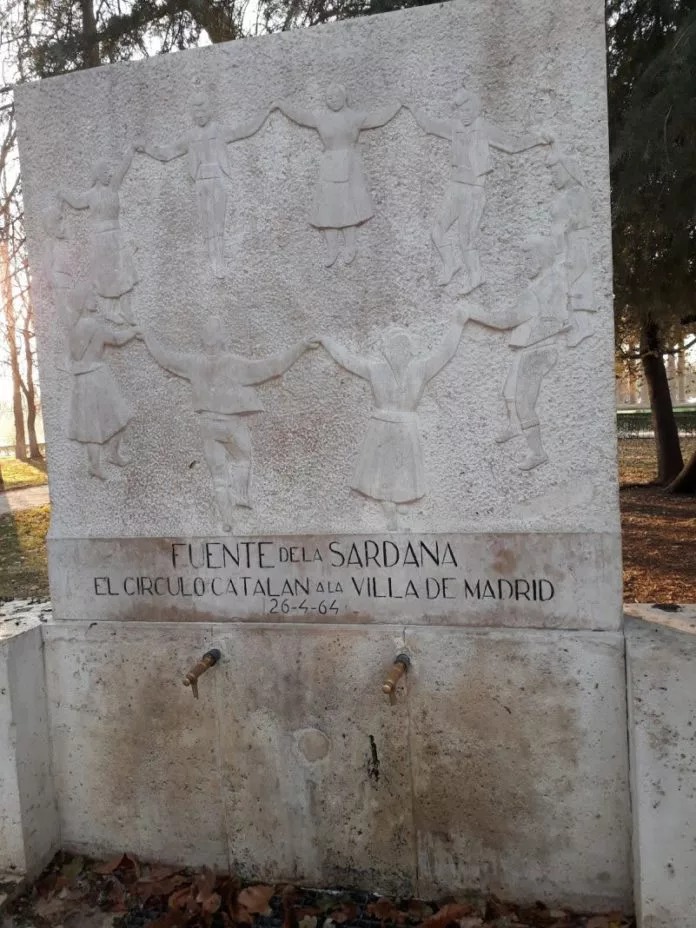 FUENTE DE LA SARDANA
EL CIRCULO CATALAN A LA VILLA DE MADRID
26-4-64